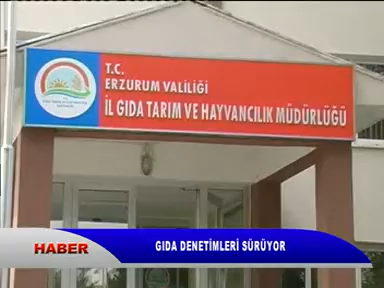 T.C.
ERZURUM VALİLİĞİ
İL GIDA TARIM VE HAYVANCILIK MÜDÜRLÜĞÜ
HABER
GIDA DENETİMLERİ SÜRÜYOR